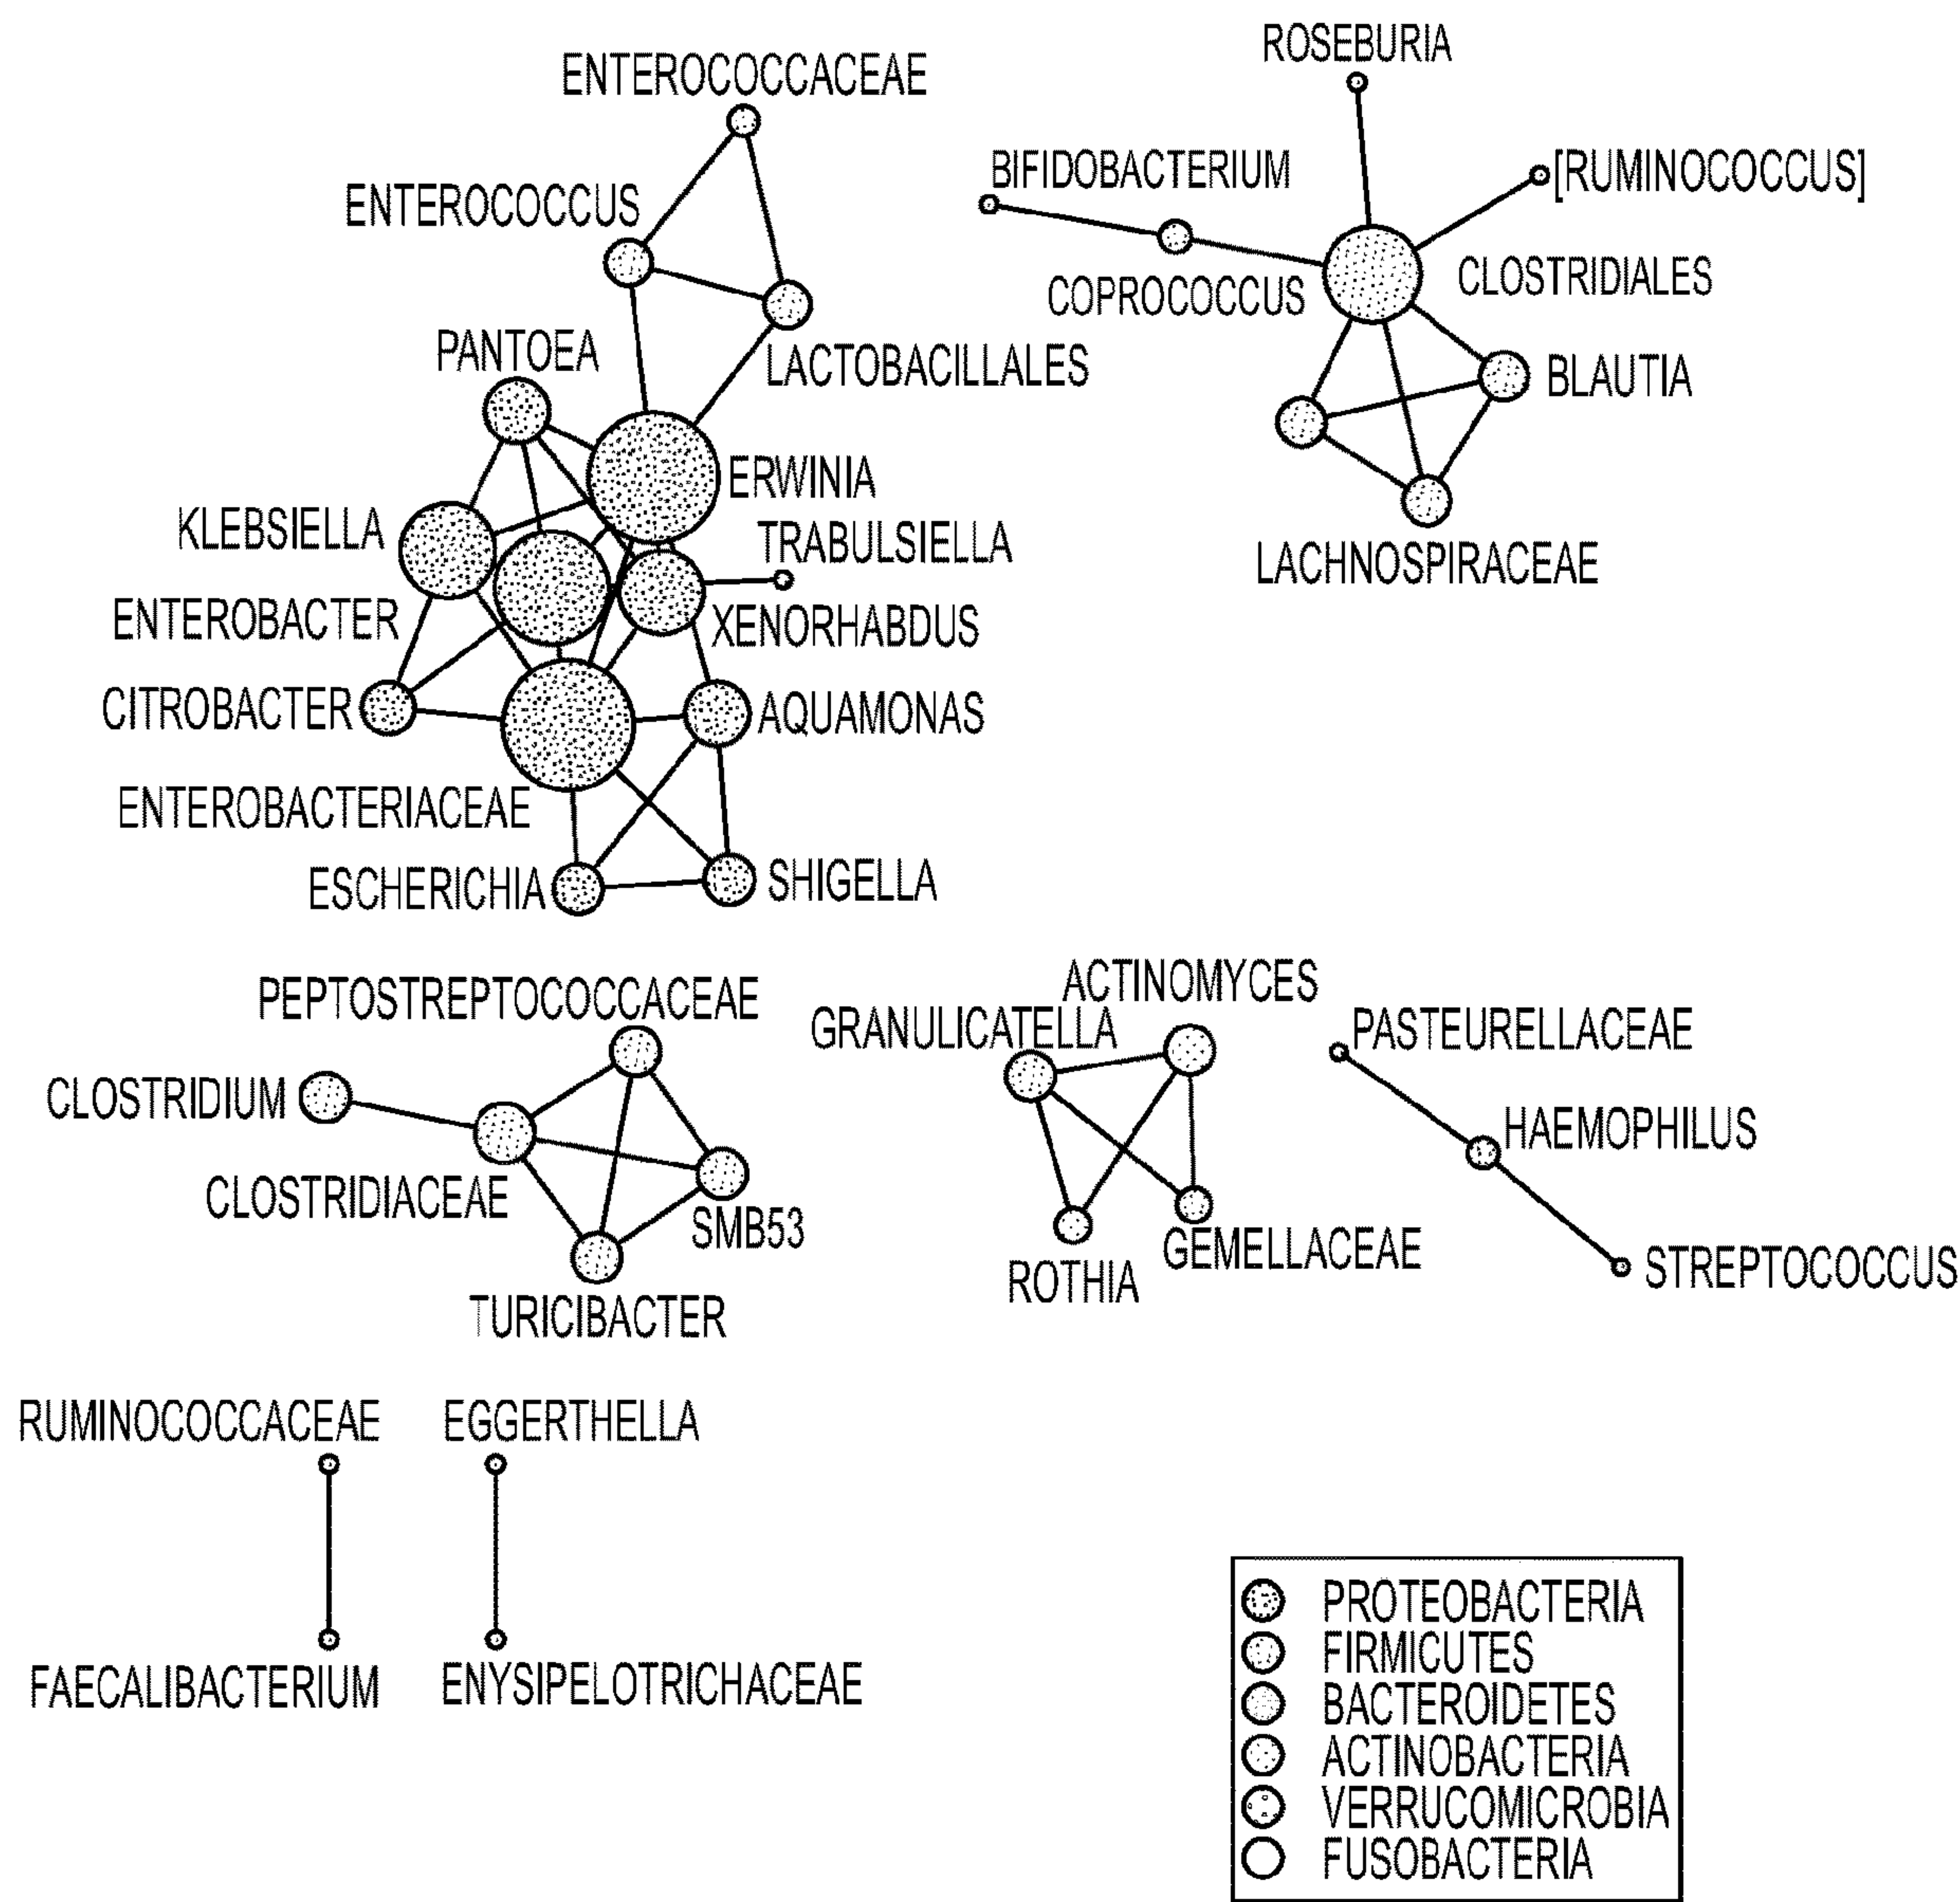 ENTEROCOCCACEAE
ENTEROCOCCUS
PANTOEA
LACTOBACILLALES
ERWINIA
KLEBSIELLA
TRABULSIELLA
ENTEROBACTER
XENORHABDUS
CITROBACTER
AQUAMONAS
ENTEROBACTERIACEAE
ESCHERICHIA
SHIGELLA
ROSEBURIA
BIFIDOBACTERIUM
[RUMINOCOCCUS]
COPROCOCCUS
CLOSTRIDIALES
BLAUTIA
LACHNOSPIRACEAE
PEPTOSTREPTOCOCCACEAE
CLOSTRIDIUM
CLOSTRIDIACEAE
SMB53
TURICIBACTER
ACTINOMYCES
GRANULICATELLA
ROTHIA
GEMELLACEAE
PASTEURELLACEAE
HAEMOPHILUS
STREPTOCOCCUS
RUMINOCOCCACEAE
EGGERTHELLA
FAECALIBACTERIUM
ENYSIPELOTRICHACEAE
PROTEOBACTERIA
FIRMICUTES
BACTEROIDETES
ACTINOBACTERIA
VERRUCOMICROBIA
FUSOBACTERIA